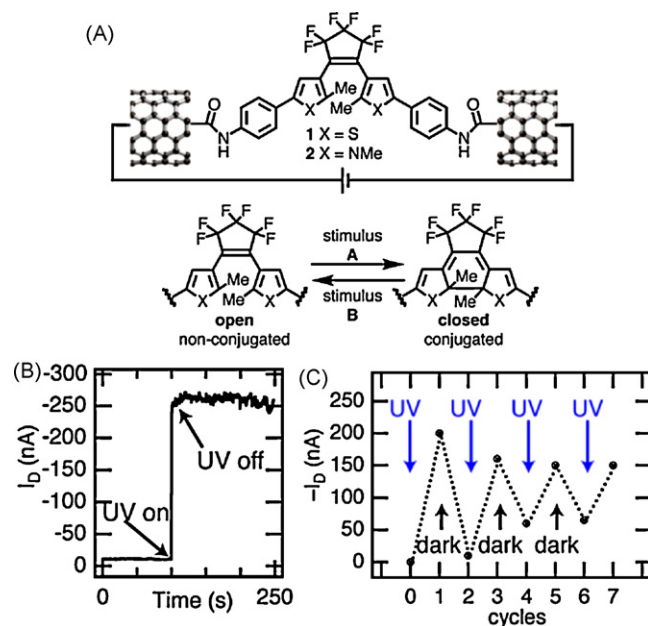 (A)
F F F F F F
Me
X Me X
O O
N H N H
1 X = S
2 X = NMe
F F F F F F
stimulus
A
stimulus
B
Me
X Me X
open
non-conjugated
F F F F F F
Me
X Me X
closed
conjugated
(B)
-300
-250
-200
-150
-100
-50
0
I_D (nA)
UV off
UV on
0
250
Time (s)
(C)
250
200
150
100
50
0
-I_D (nA)
UV UV UV UV
dark dark dark
0 1 2 3 4 5 6 7
cycles